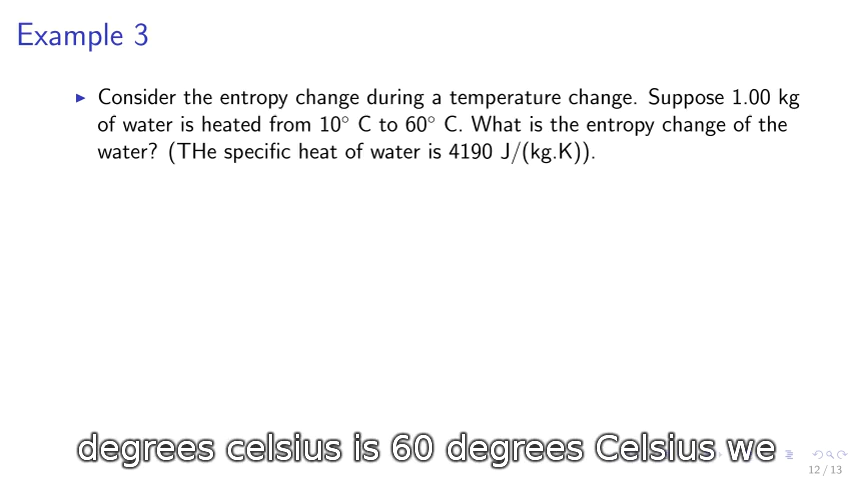 Example 3
▶ Consider the entropy change during a temperature change. Suppose 1.00 kg
of water is heated from 10° C to 60° C. What is the entropy change of the
water? (THe specific heat of water is 4190 J/(kg.K)).
degrees celsius is 60 degrees Celsius we
12 / 13